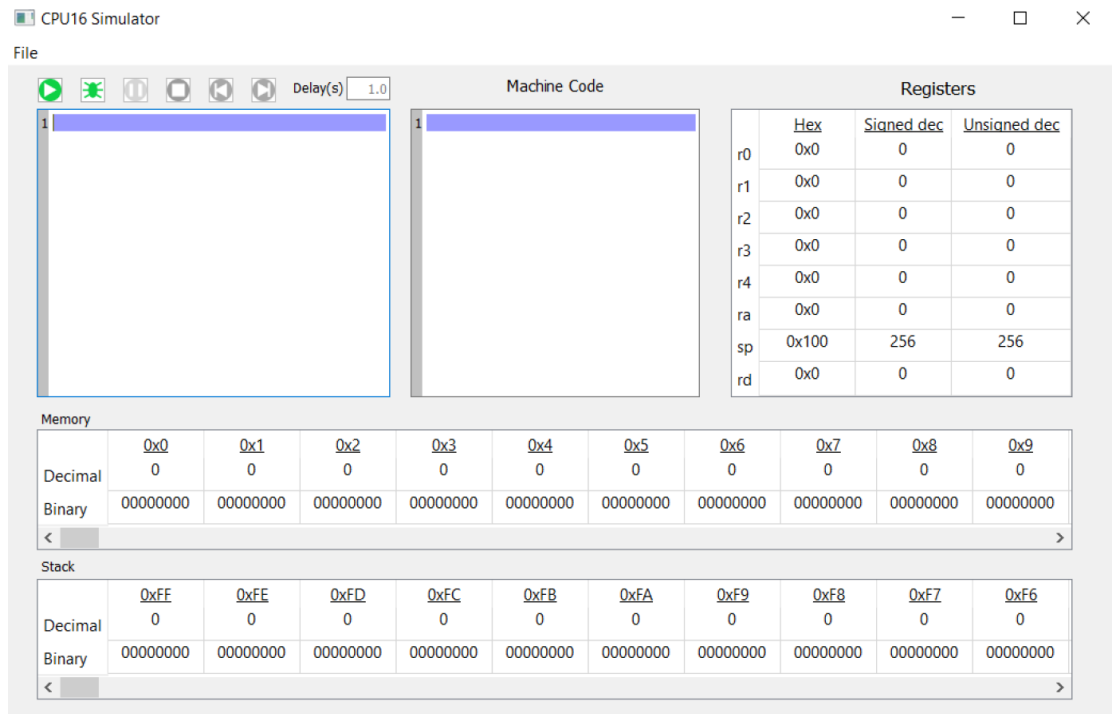 CPU16 Simulator
File
Delay(s) 1.0
Machine Code
Registers
1
1
Hex Signed dec Unsigned dec
r0 0x0 0 0
r1 0x0 0 0
r2 0x0 0 0
r3 0x0 0 0
r4 0x0 0 0
ra 0x0 0 0
sp 0x100 256 256
rd 0x0 0 0
Memory
0x0 0x1 0x2 0x3 0x4 0x5 0x6 0x7 0x8 0x9
Decimal 0 0 0 0 0 0 0 0 0 0
Binary 00000000 00000000 00000000 00000000 00000000 00000000 00000000 00000000 00000000 00000000
Stack
0xFF 0xFE 0xFD 0xFC 0xFB 0xFA 0xF9 0xF8 0xF7 0xF6
Decimal 0 0 0 0 0 0 0 0 0 0
Binary 00000000 00000000 00000000 00000000 00000000 00000000 00000000 00000000 00000000 00000000